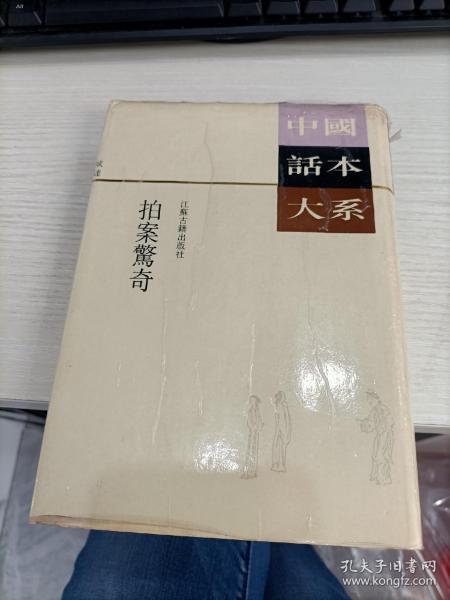 中國
話本
大系
江蘇古籍出版社
拍案驚奇
孔夫子旧书网
www.kongfz.com